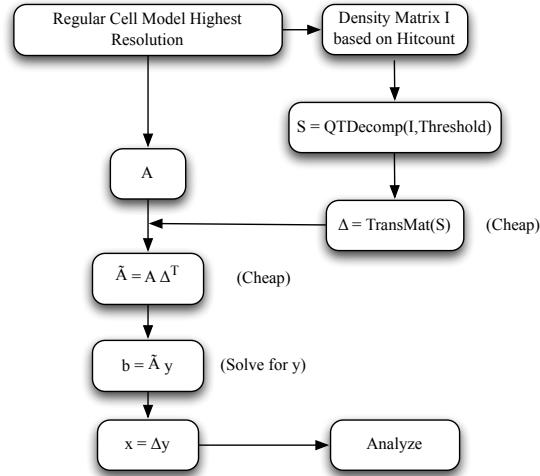 Regular Cell Model Highest
Resolution
Density Matrix I
based on Hitcount
S = QTDecomp(I,Threshold)
A
Δ = TransMat(S)
(Cheap)
Ã = A Δ^T
(Cheap)
b = Ã y
(Solve for y)
x = Δy
Analyze